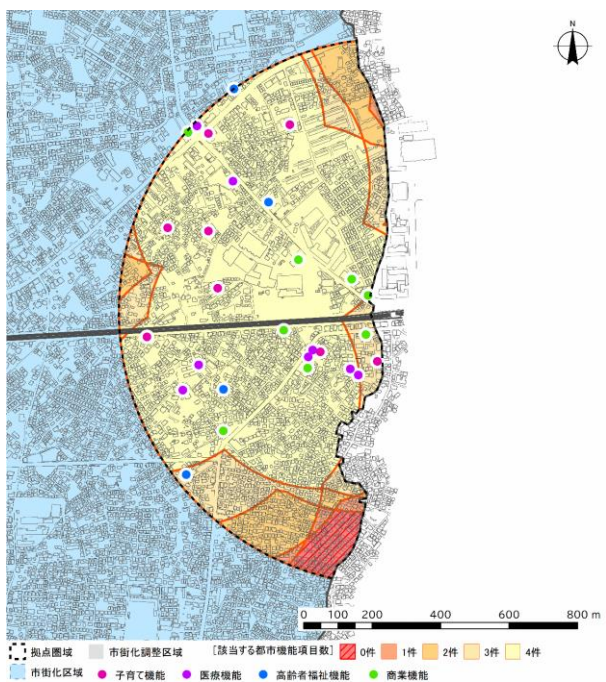 N
0 100 200 400 600 800 m
拠点圏域 市街化調整区域 [該当する都市機能項目数] 0件 1件 2件 3件 4件
市街化区域 子育て機能 医療機能 高齢者福祉機能 商業機能